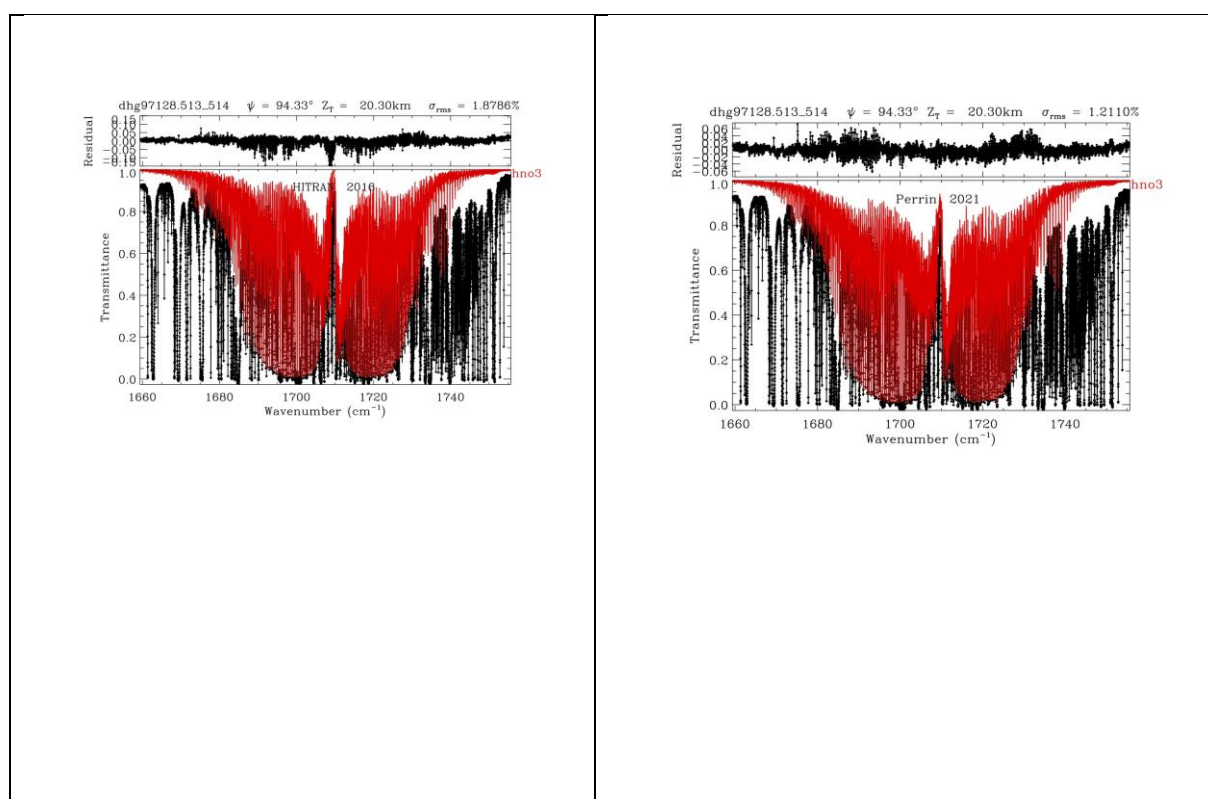 dhg97128.513_514 ψ = 94.33° Z_T = 20.30km σ_rms = 1.8786%
Residual
0.15
0.10
0.05
0.00
−0.05
−0.10
−0.15
hno3
HITRAN 2016
Transmittance
1.0
0.8
0.6
0.4
0.2
0.0
1660 1680 1700 1720 1740
Wavenumber (cm⁻¹)
dhg97128.513_514 ψ = 94.33° Z_T = 20.30km σ_rms = 1.2110%
Residual
0.06
0.04
0.02
0.00
−0.02
−0.04
−0.06
hno3
Perrin 2021
Transmittance
1.0
0.8
0.6
0.4
0.2
0.0
1660 1680 1700 1720 1740
Wavenumber (cm⁻¹)